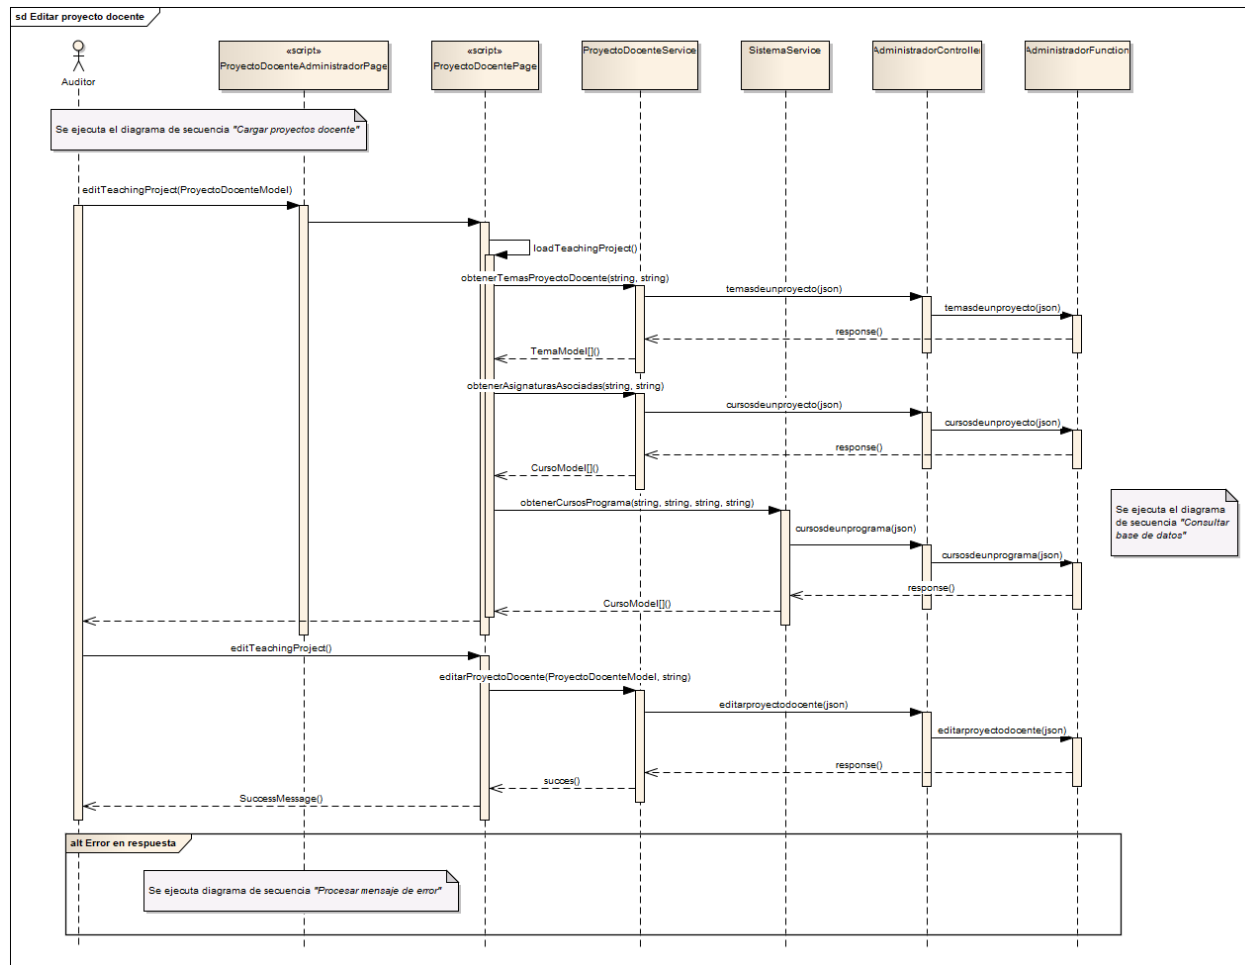 sd Editar proyecto docente
Auditor
«script»
ProyectoDocenteAdministradorPage
«script»
ProyectoDocentePage
ProyectoDocenteService
SistemaService
AdministradorController
AdministradorFunction
Se ejecuta el diagrama de secuencia "Cargar proyectos docente"
editTeachingProject(ProyectoDocenteModel)
loadTeachingProject()
obtenerTemasProyectoDocente(string, string)
temasdeunproyecto(json)
temasdeunproyecto(json)
response()
TemaModel[]()
obtenerAsignaturasAsociadas(string, string)
cursosdeunproyecto(json)
cursosdeunproyecto(json)
response()
CursoModel[]()
obtenerCursosPrograma(string, string, string, string)
Se ejecuta el diagrama
de secuencia "Consultar
base de datos"
cursosdeunprograma(json)
cursosdeunprograma(json)
response()
CursoModel[]()
editTeachingProject()
editarProyectoDocente(ProyectoDocenteModel, string)
editarproyectodocente(json)
editarproyectodocente(json)
response()
succes()
SuccessMessage()
alt Error en respuesta
Se ejecuta diagrama de secuencia "Procesar mensaje de error"